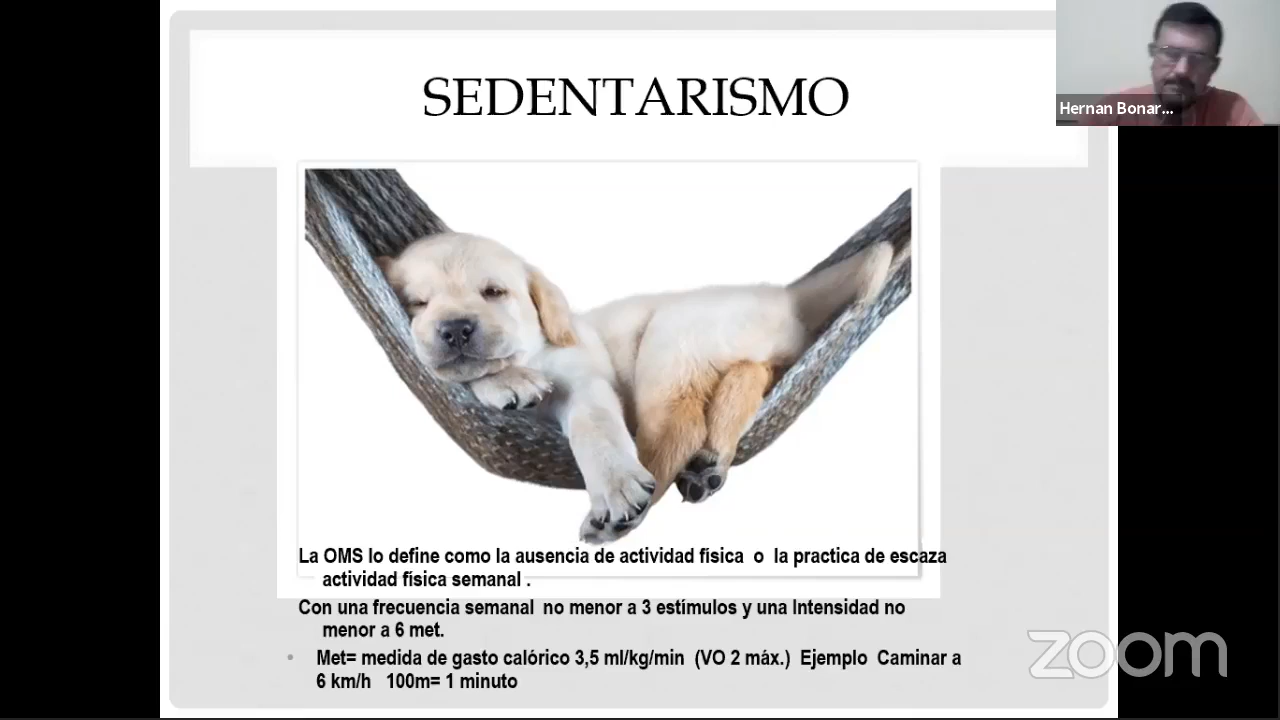 SEDENTARISMO
Hernan Bonar...
La OMS lo define como la ausencia de actividad física o la practica de escaza
actividad física semanal .
Con una frecuencia semanal no menor a 3 estímulos y una Intensidad no
menor a 6 met.
• Met= medida de gasto calórico 3,5 ml/kg/min (VO 2 máx.) Ejemplo Caminar a
6 km/h 100m= 1 minuto
zoom